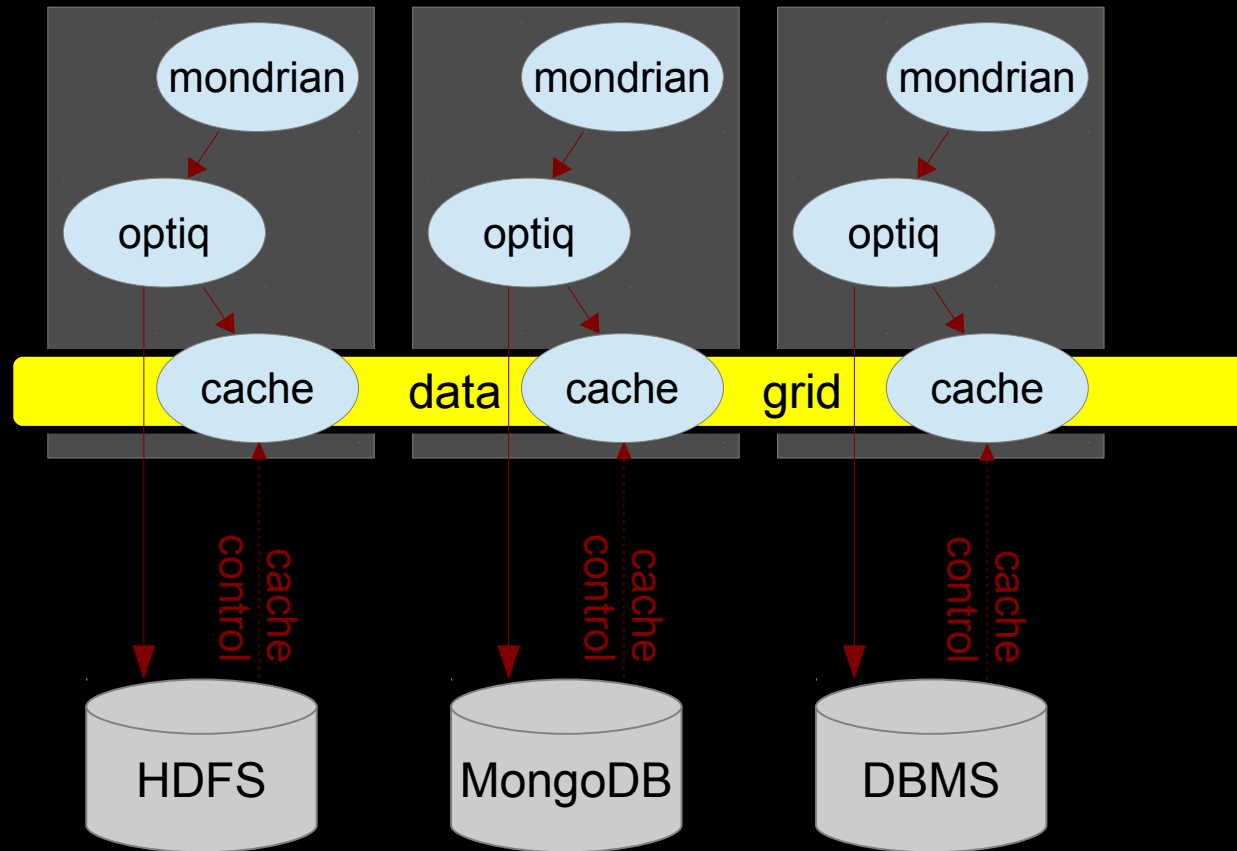 mondrian
mondrian
mondrian
optiq
optiq
optiq
cache
data
cache
grid
cache
cache
control
cache
control
cache
control
HDFS
MongoDB
DBMS